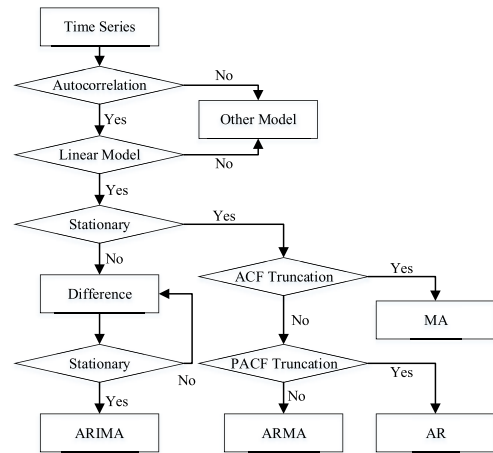 Time Series
No
Autocorrelation
Yes
Other Model
Linear Model
No
Yes
Stationary
Yes
No
ACF Truncation
Yes
Difference
No
MA
Stationary
No
PACF Truncation
Yes
Yes
No
ARIMA
ARMA
AR